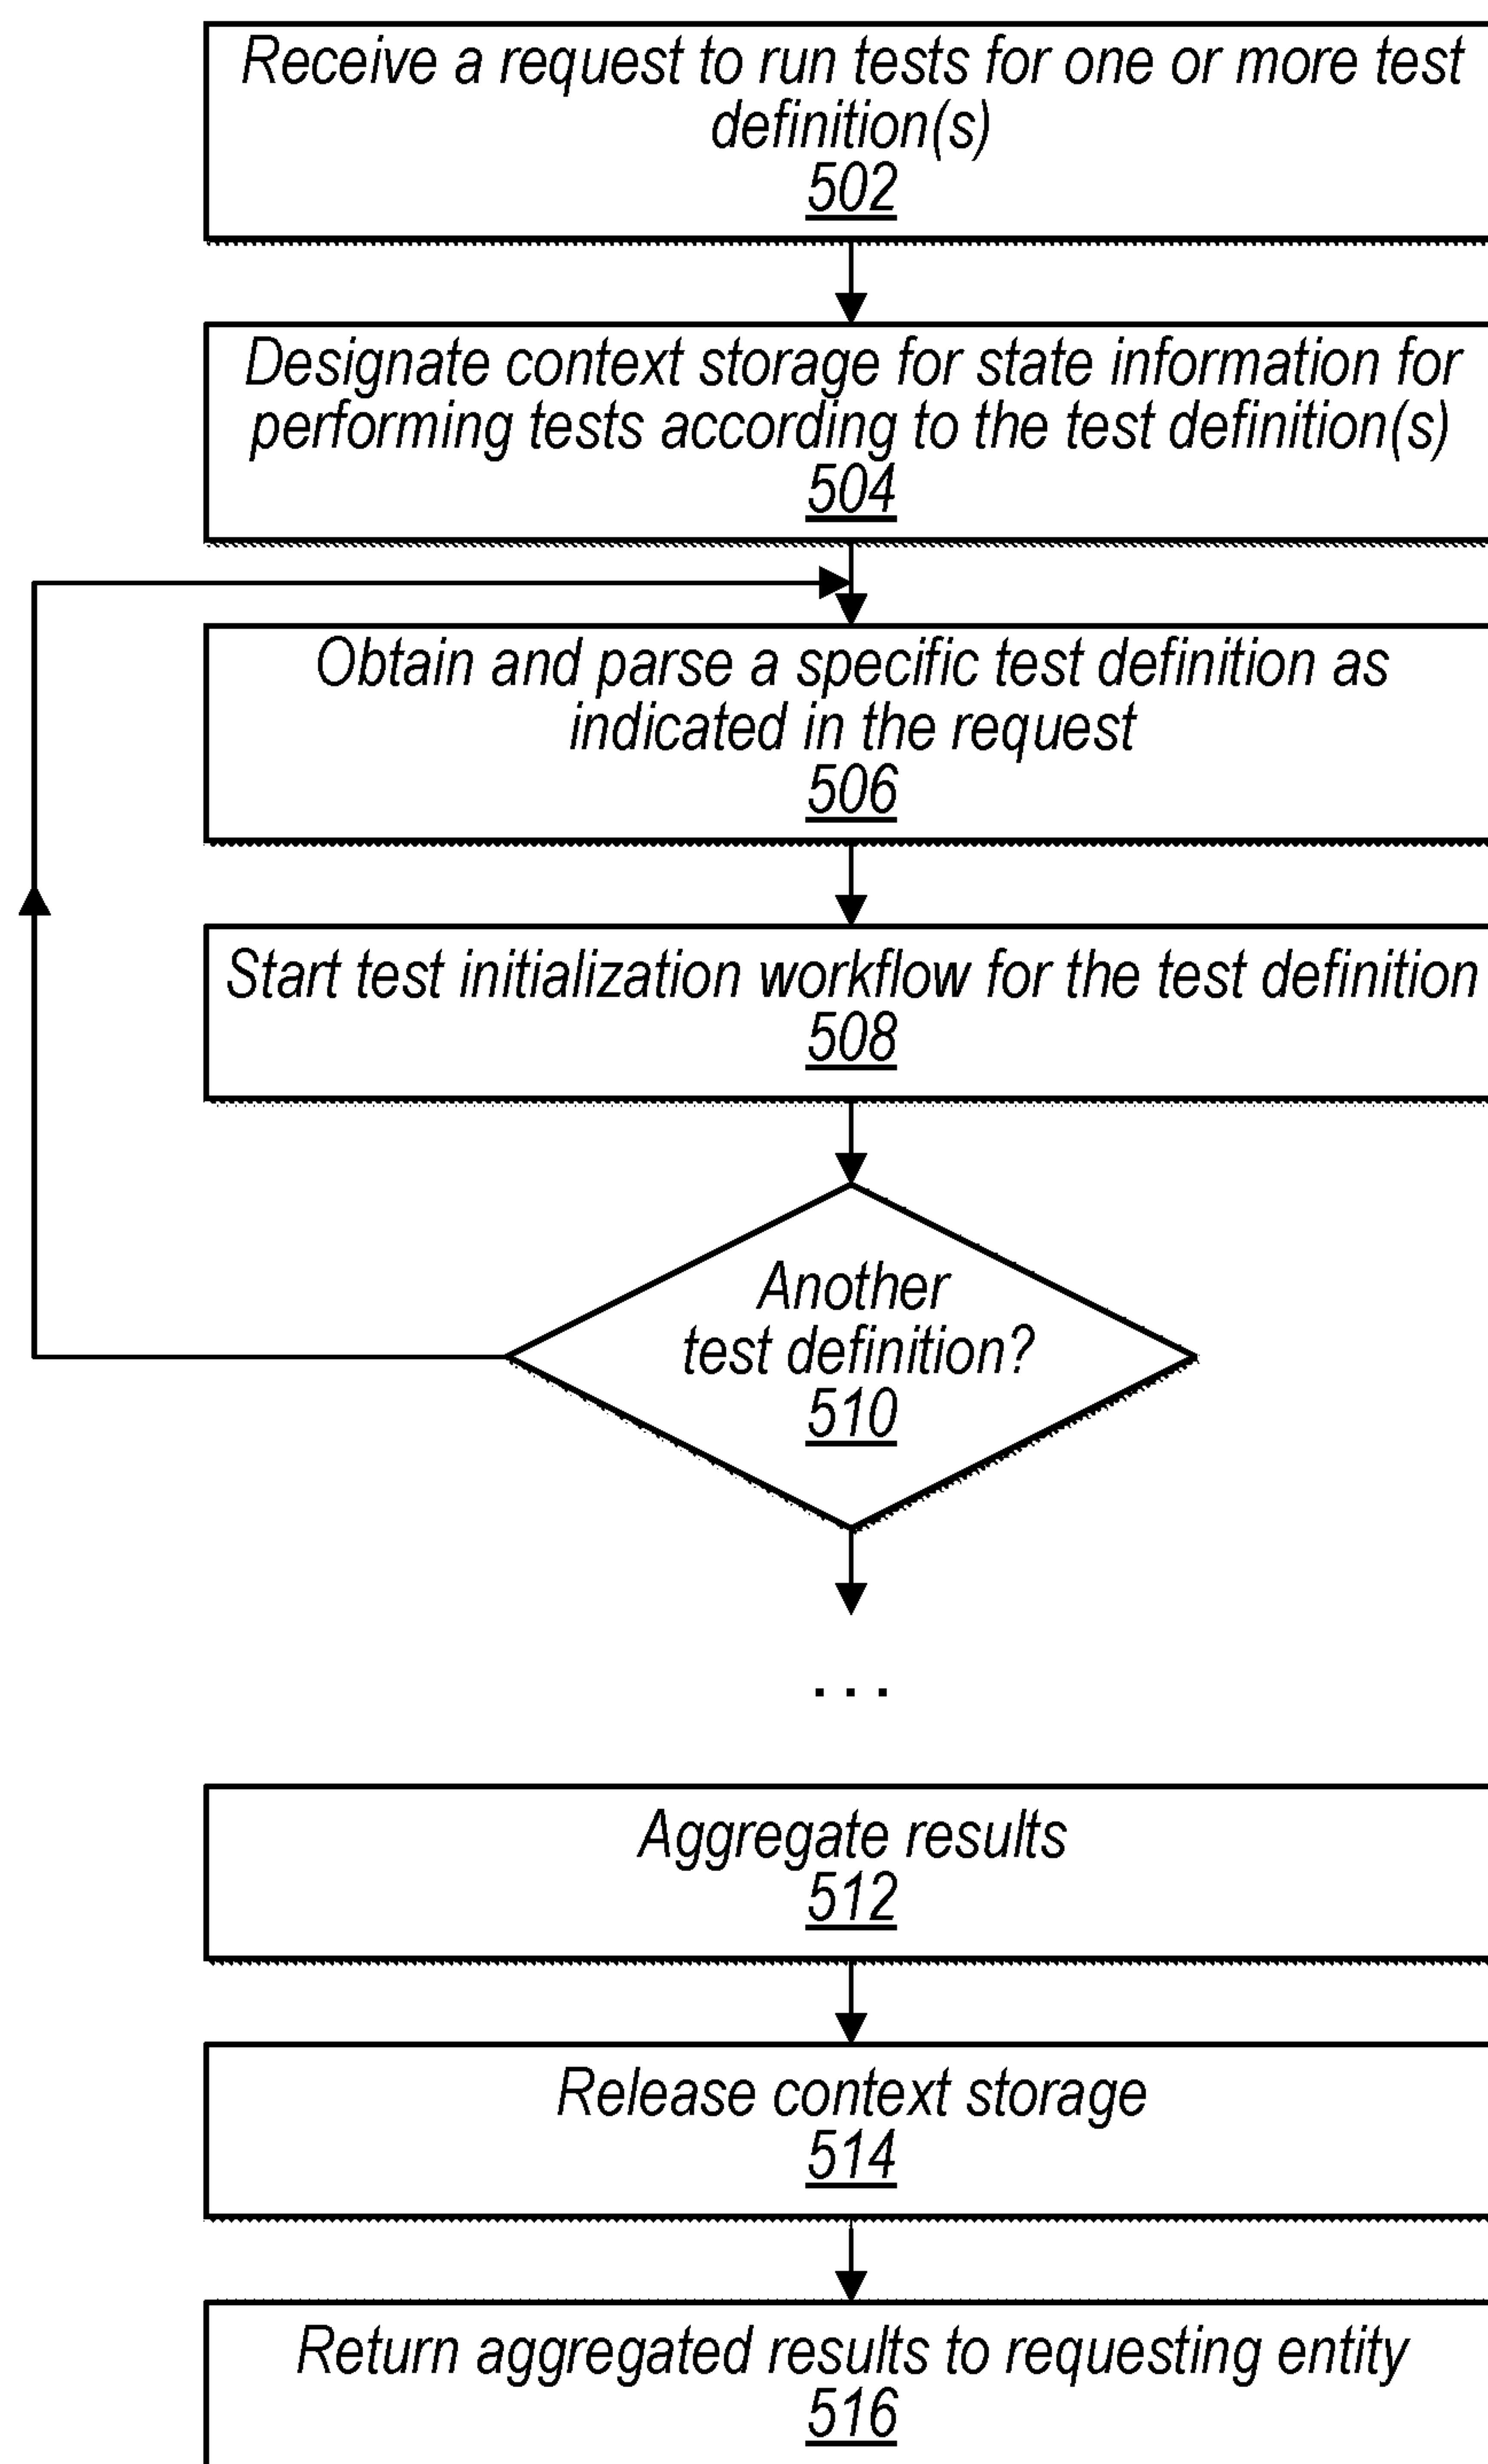 Receive a request to run tests for one or more test
definition(s)
502
Designate context storage for state information for
performing tests according to the test definition(s)
504
Obtain and parse a specific test definition as
indicated in the request
506
Start test initialization workflow for the test definition
508
Another
test definition?
510
...
Aggregate results
512
Release context storage
514
Return aggregated results to requesting entity
516